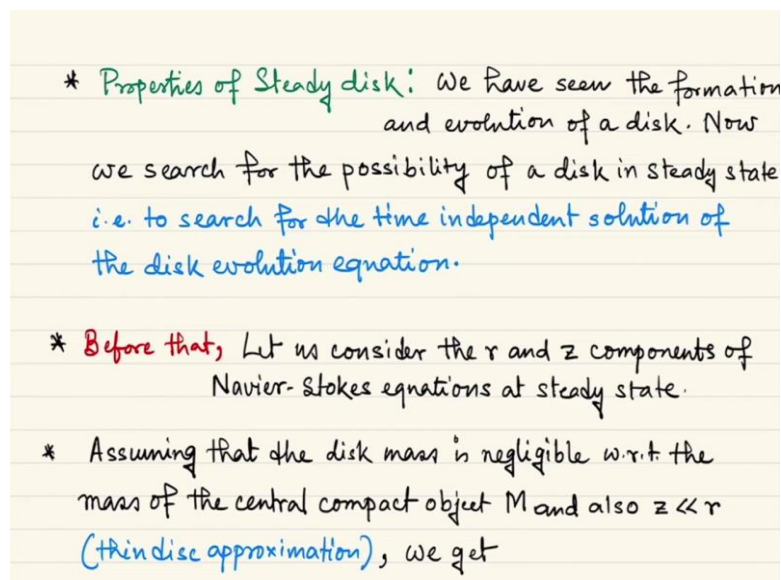 * Properties of Steady disk: We have seen the formation
and evolution of a disk. Now
we search for the possibility of a disk in steady state
i.e. to search for the time independent solution of
the disk evolution equation.
* Before that, Let us consider the r and z components of
Navier-Stokes equations at steady state.
* Assuming that the disk mass is negligible w.r.t. the
mass of the central compact object M and also z << r
(thin disc approximation), we get